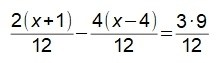 2(x+1)/12 − 4(x−4)/12 = 3·9/12